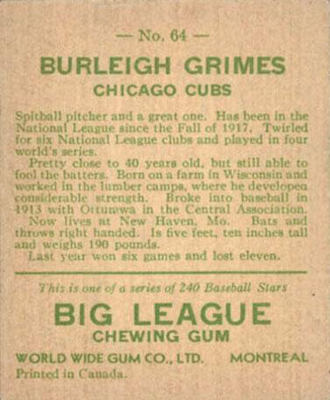 — No. 64 —
BURLEIGH GRIMES
CHICAGO CUBS
Spitball pitcher and a great one. Has been in the
National League since the Fall of 1917. Twirled
for six National League clubs and played in four
world's series.
Pretty close to 40 years old, but still able to
fool the batters. Born on a farm in Wisconsin and
worked in the lumber camps, where he developed
considerable strength. Broke into baseball in
1913 with Ottumwa in the Central Association.
Now lives at New Haven, Mo. Bats and
throws right handed. Is five feet, ten inches tall
and weighs 190 pounds.
Last year won six games and lost eleven.
This is one of a series of 240 Baseball Stars
BIG LEAGUE
CHEWING GUM
WORLD WIDE GUM CO., LTD. MONTREAL
Printed in Canada.